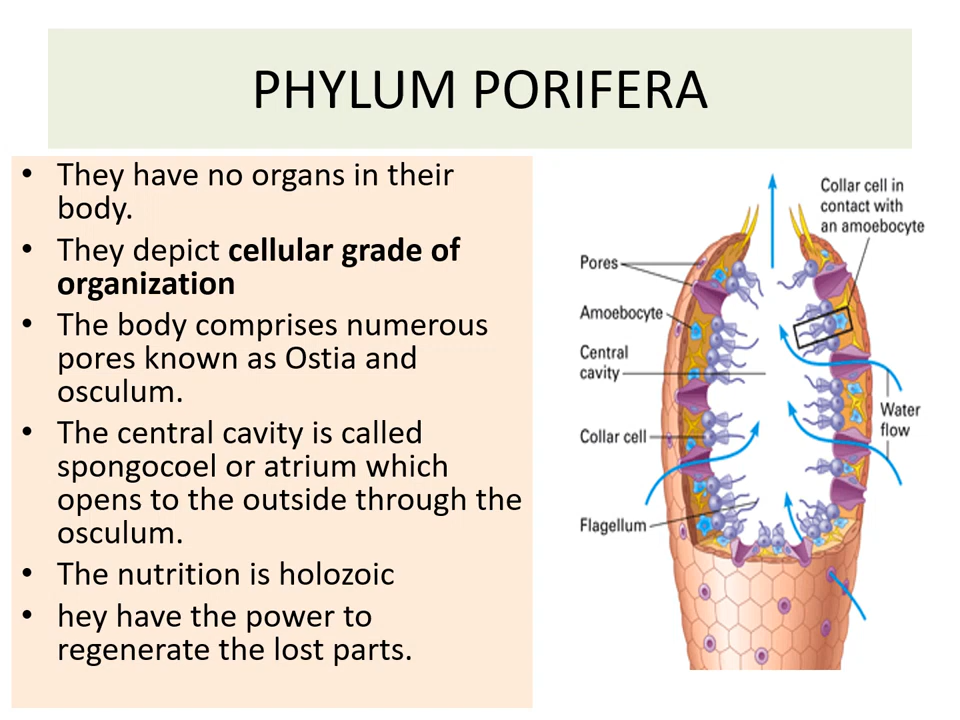 PHYLUM PORIFERA
• They have no organs in their
body.
• They depict cellular grade of
organization
• The body comprises numerous
pores known as Ostia and
osculum.
• The central cavity is called
spongocoel or atrium which
opens to the outside through the
osculum.
• The nutrition is holozoic
• hey have the power to
regenerate the lost parts.
Collar cell in
contact with
an amoebocyte
Pores
Amoebocyte
Central
cavity
Collar cell
Flagellum
Water
flow